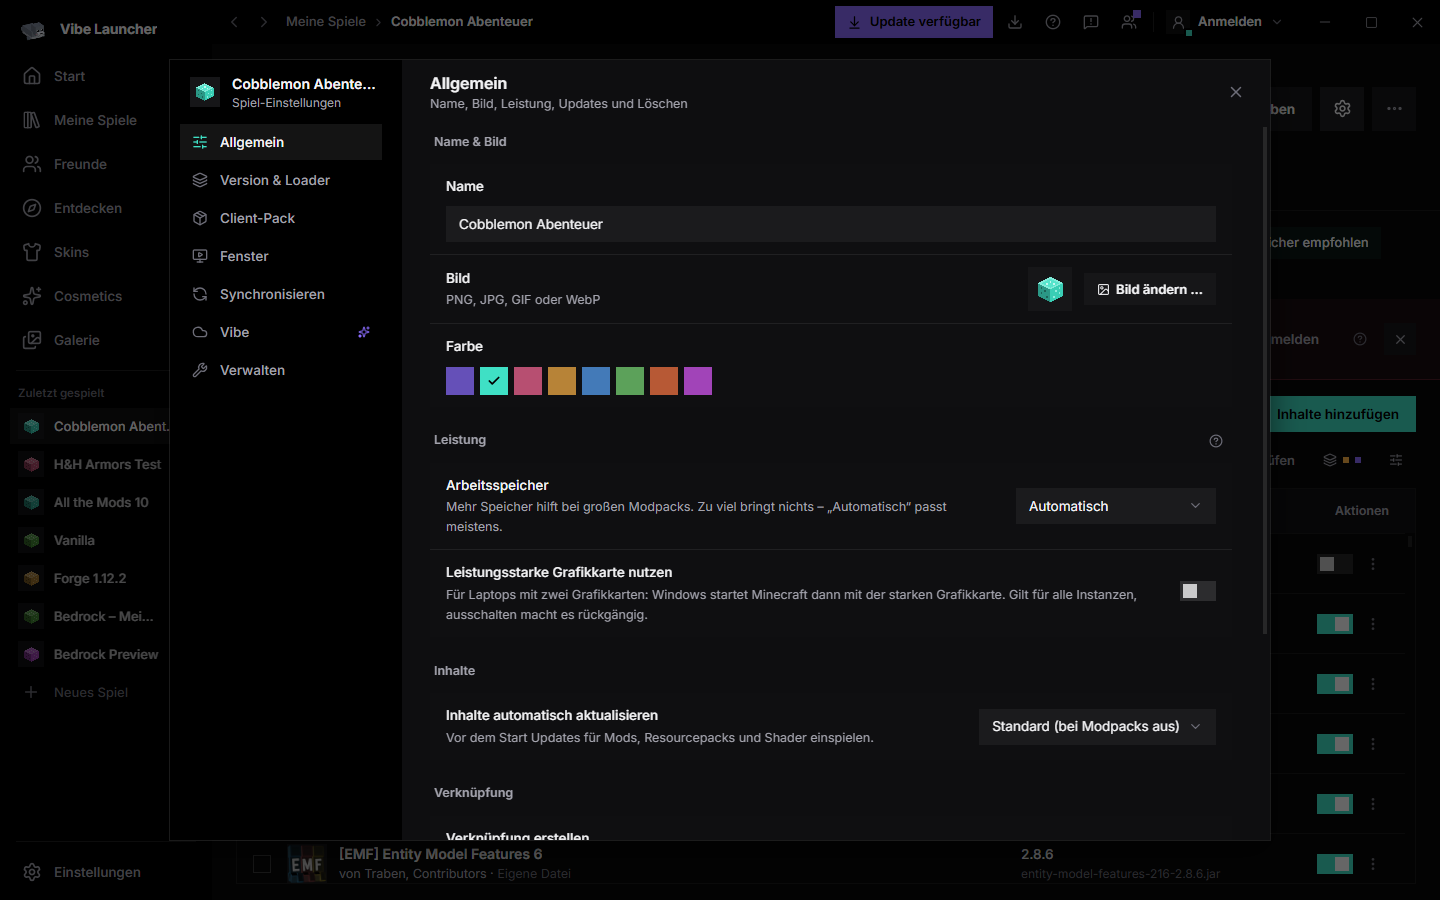 Vibe Launcher
Meine Spiele
Cobblemon Abenteuer
Update verfügbar
Anmelden
Start
Meine Spiele
Freunde
Entdecken
Skins
Cosmetics
Galerie
Zuletzt gespielt
Cobblemon Abent.
H&H Armors Test
All the Mods 10
Vanilla
Forge 1.12.2
Bedrock – Mei...
Bedrock Preview
Neues Spiel
Einstellungen
Cobblemon Abente...
Spiel-Einstellungen
Allgemein
Version & Loader
Client-Pack
Fenster
Synchronisieren
Vibe
Verwalten
Allgemein
Name, Bild, Leistung, Updates und Löschen
Name & Bild
Name
Cobblemon Abenteuer
Bild
PNG, JPG, GIF oder WebP
Bild ändern ...
Farbe
Leistung
Arbeitsspeicher
Mehr Speicher hilft bei großen Modpacks. Zu viel bringt nichts – „Automatisch“ passt
meistens.
Automatisch
Leistungsstarke Grafikkarte nutzen
Für Laptops mit zwei Grafikkarten: Windows startet Minecraft dann mit der starken Grafikkarte. Gilt für alle Instanzen,
ausschalten macht es rückgängig.
Inhalte
Inhalte automatisch aktualisieren
Vor dem Start Updates für Mods, Resourcepacks und Shader einspielen.
Standard (bei Modpacks aus)
Verknüpfung
Verknüpfung erstellen
ben
icher empfohlen
melden
Inhalte hinzufügen
üfen
Aktionen
EMF
[EMF] Entity Model Features 6
von Traben, Contributors · Eigene Datei
2.8.6
entity-model-features-216-2.8.6.jar